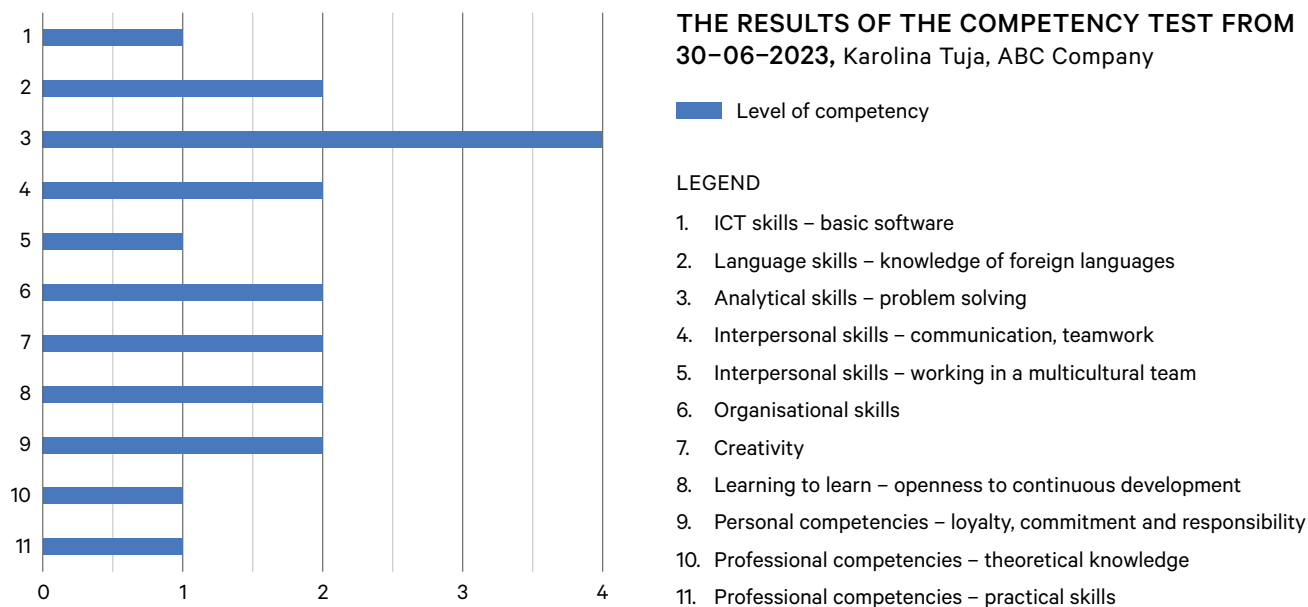 1
2
3
4
5
6
7
8
9
10
11
0 1 2 3 4
THE RESULTS OF THE COMPETENCY TEST FROM
30–06–2023, Karolina Tuja, ABC Company
Level of competency
LEGEND
1. ICT skills – basic software
2. Language skills – knowledge of foreign languages
3. Analytical skills – problem solving
4. Interpersonal skills – communication, teamwork
5. Interpersonal skills – working in a multicultural team
6. Organisational skills
7. Creativity
8. Learning to learn – openness to continuous development
9. Personal competencies – loyalty, commitment and responsibility
10. Professional competencies – theoretical knowledge
11. Professional competencies – practical skills